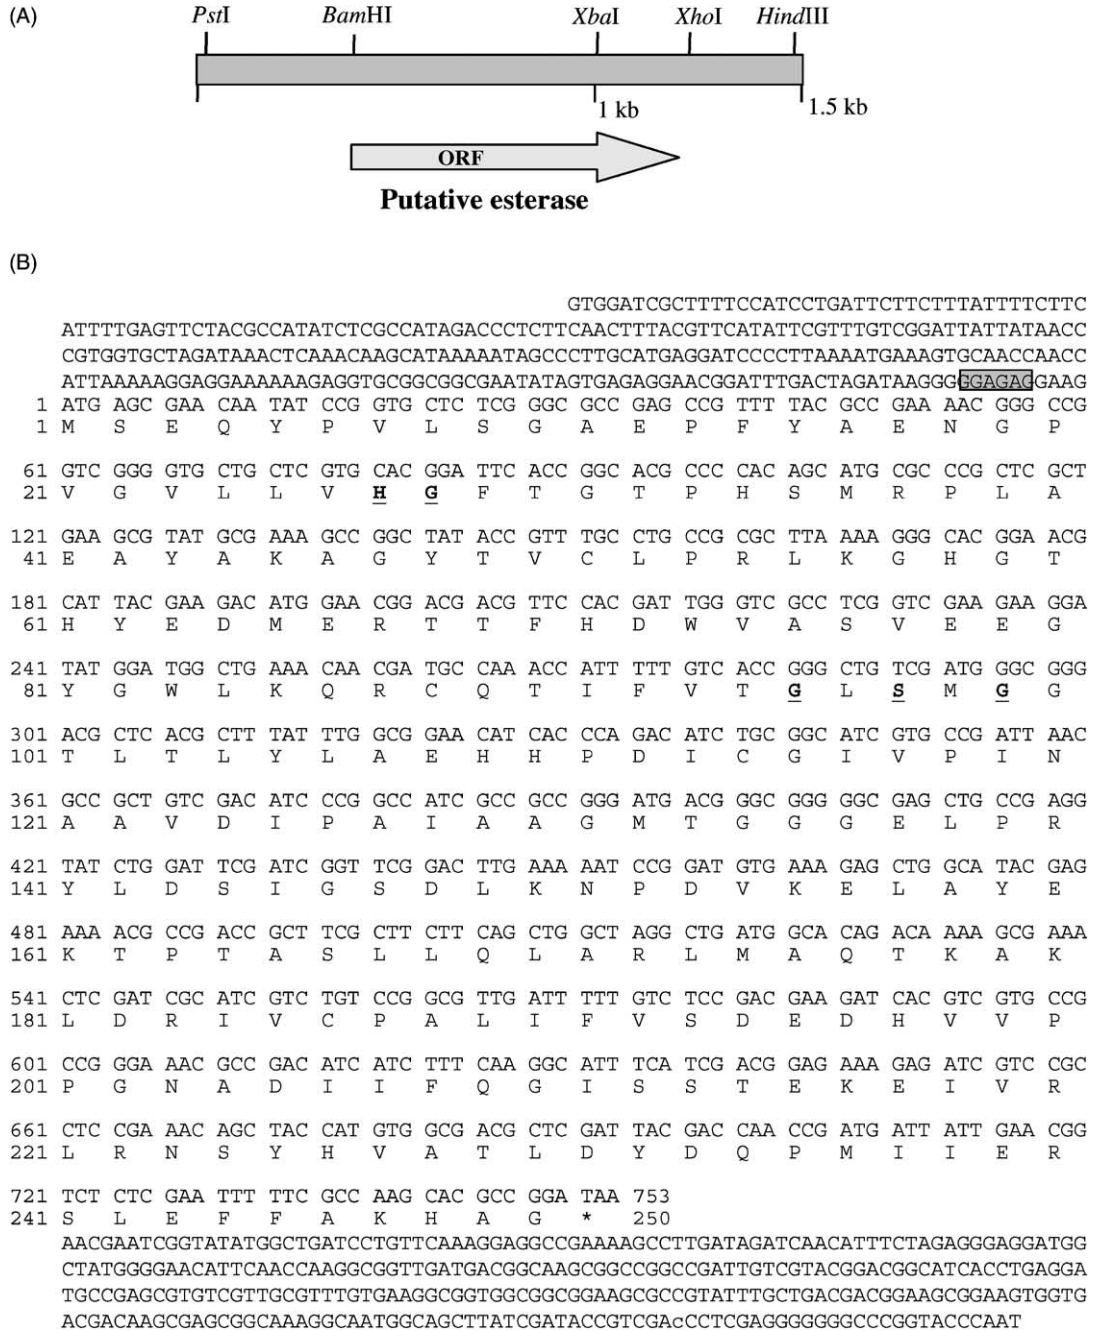 (A)
PstI BamHI XbaI XhoI HindIII
1 kb 1.5 kb
ORF
Putative esterase
(B)
GTGGATCGCTTTTCCATCCTGATTCTTCTTTATTTTCTTC
ATTTTGAGTTCTACGCCATATCTCGCCATAGACCCTCTTCAACTTTACGTTCATATTCGTTTGTCGGATTATTATAACC
CGTGGTGCTAGATAAACTCAAACAAGCATAAAAATAGCCCTTGCATGAGGATCCCCTTAAAATGAAAGTGCAACCAACC
ATTAAAAAGGAGGAAAAAAGAGGTGCGGCGGCGAATATAGTGAGAGGAACGGATTTGACTAGATAAGGGGGAGAGGAAG
1 ATG AGC GAA CAA TAT CCG GTG CTC TCG GGC GCC GAG CCG TTT TAC GCC GAA AAC GGG CCG
1 M S E Q Y P V L S G A E P F Y A E N G P
61 GTC GGG GTG CTG CTC GTG CAC GGA TTC ACC GGC ACG CCC CAC AGC ATG CGC CCG CTC GCT
21 V G V L L V H G F T G T P H S M R P L A
121 GAA GCG TAT GCG AAA GCC GGC TAT ACC GTT TGC CTG CCG CGC TTA AAA GGG CAC GGA ACG
41 E A Y A K A G Y T V C L P R L K G H G T
181 CAT TAC GAA GAC ATG GAA CGG ACG ACG TTC CAC GAT TGG GTC GCC TCG GTC GAA GAA GGA
61 H Y E D M E R T T F H D W V A S V E E G
241 TAT GGA TGG CTG AAA CAA CGA TGC CAA ACC ATT TTT GTC ACC GGG CTG TCG ATG GGC GGG
81 Y G W L K Q R C Q T I F V T G L S M G G
301 ACG CTC ACG CTT TAT TTG GCG GAA CAT CAC CCA GAC ATC TGC GGC ATC GTG CCG ATT AAC
101 T L T L Y L A E H H P D I C G I V P I N
361 GCC GCT GTC GAC ATC CCG GCC ATC GCC GCC GGG ATG ACG GGC GGG GGC GAG CTG CCG AGG
121 A A V D I P A I A A G M T G G G E L P R
421 TAT CTG GAT TCG ATC GGT TCG GAC TTG AAA AAT CCG GAT GTG AAA GAG CTG GCA TAC GAG
141 Y L D S I G S D L K N P D V K E L A Y E
481 AAA ACG CCG ACC GCT TCG CTT CTT CAG CTG GCT AGG CTG ATG GCA CAG ACA AAA GCG AAA
161 K T P T A S L L Q L A R L M A Q T K A K
541 CTC GAT CGC ATC GTC TGT CCG GCG TTG ATT TTT GTC TCC GAC GAA GAT CAC GTC GTG CCG
181 L D R I V C P A L I F V S D E D H V V P
601 CCG GGA AAC GCC GAC ATC ATC TTT CAA GGC ATT TCA TCG ACG GAG AAA GAG ATC GTC CGC
201 P G N A D I I F Q G I S S T E K E I V R
661 CTC CGA AAC AGC TAC CAT GTG GCG ACG CTC GAT TAC GAC CAA CCG ATG ATT ATT GAA CGG
221 L R N S Y H V A T L D Y D Q P M I I E R
721 TCT CTC GAA TTT TTC GCC AAG CAC GCC GGA TAA 753
241 S L E F F A K H A G * 250
AACGAATCGGTATATGGCTGATCCTGTTCAAAGGAGGCCGAAAAGCCTTGATAGATCAACATTTCTAGAGGGAGGATGG
CTATGGGGAACATTCAACCAAGGCGGTTGATGACGGCAAGCGGCCGGCCGATTGTCGTACGGACGGCATCACCTGAGGA
TGCCGAGCGTGTCGTTGCGTTTGTGAAGGCGGTGGCGGCGGAAGCGCCGTATTTGCTGACGACGGAAGCGGAAGTGGTG
ACGACAAGCGAGCGGCAAAGGCAATGGCAGCTTATCGATACCGTCGAcCCTCGAGGGGGGGCCCGGTACCCAAT